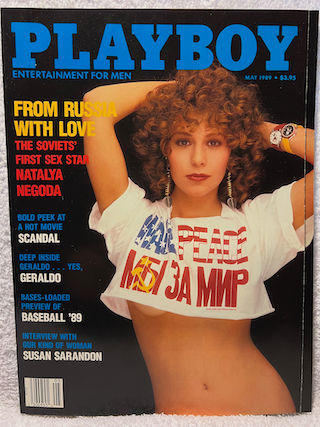 PLAYBOY
ENTERTAINMENT FOR MEN
MAY 1989 • $3.95
FROM RUSSIA
WITH LOVE
THE SOVIETS'
FIRST SEX STAR
NATALYA
NEGODA
BOLD PEEK AT
A HOT MOVIE
SCANDAL
DEEP INSIDE
GERALDO . . . YES,
GERALDO
BASES-LOADED
PREVIEW OF
BASEBALL '89
INTERVIEW WITH
OUR KIND OF WOMAN
SUSAN SARANDON
PEACE
МЫ ЗА МИР